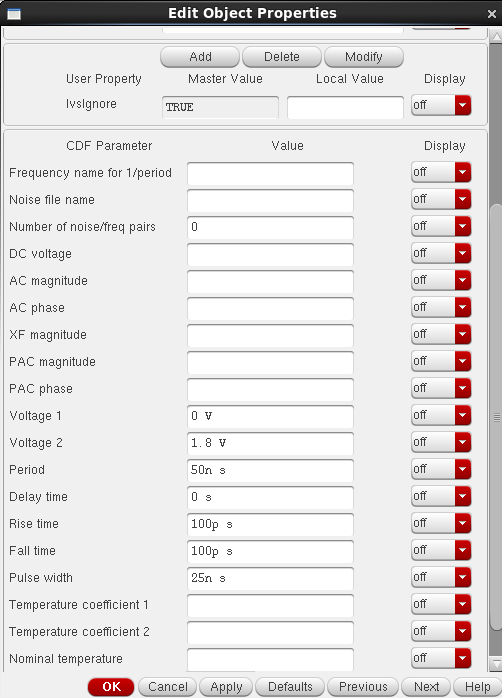 Edit Object Properties
Add Delete Modify
User Property Master Value Local Value Display
lvsIgnore TRUE off
CDF Parameter Value Display
Frequency name for 1/period off
Noise file name off
Number of noise/freq pairs 0 off
DC voltage off
AC magnitude off
AC phase off
XF magnitude off
PAC magnitude off
PAC phase off
Voltage 1 0 V off
Voltage 2 1.8 V off
Period 50n s off
Delay time 0 s off
Rise time 100p s off
Fall time 100p s off
Pulse width 25n s off
Temperature coefficient 1 off
Temperature coefficient 2 off
Nominal temperature off
OK Cancel Apply Defaults Previous Next Help